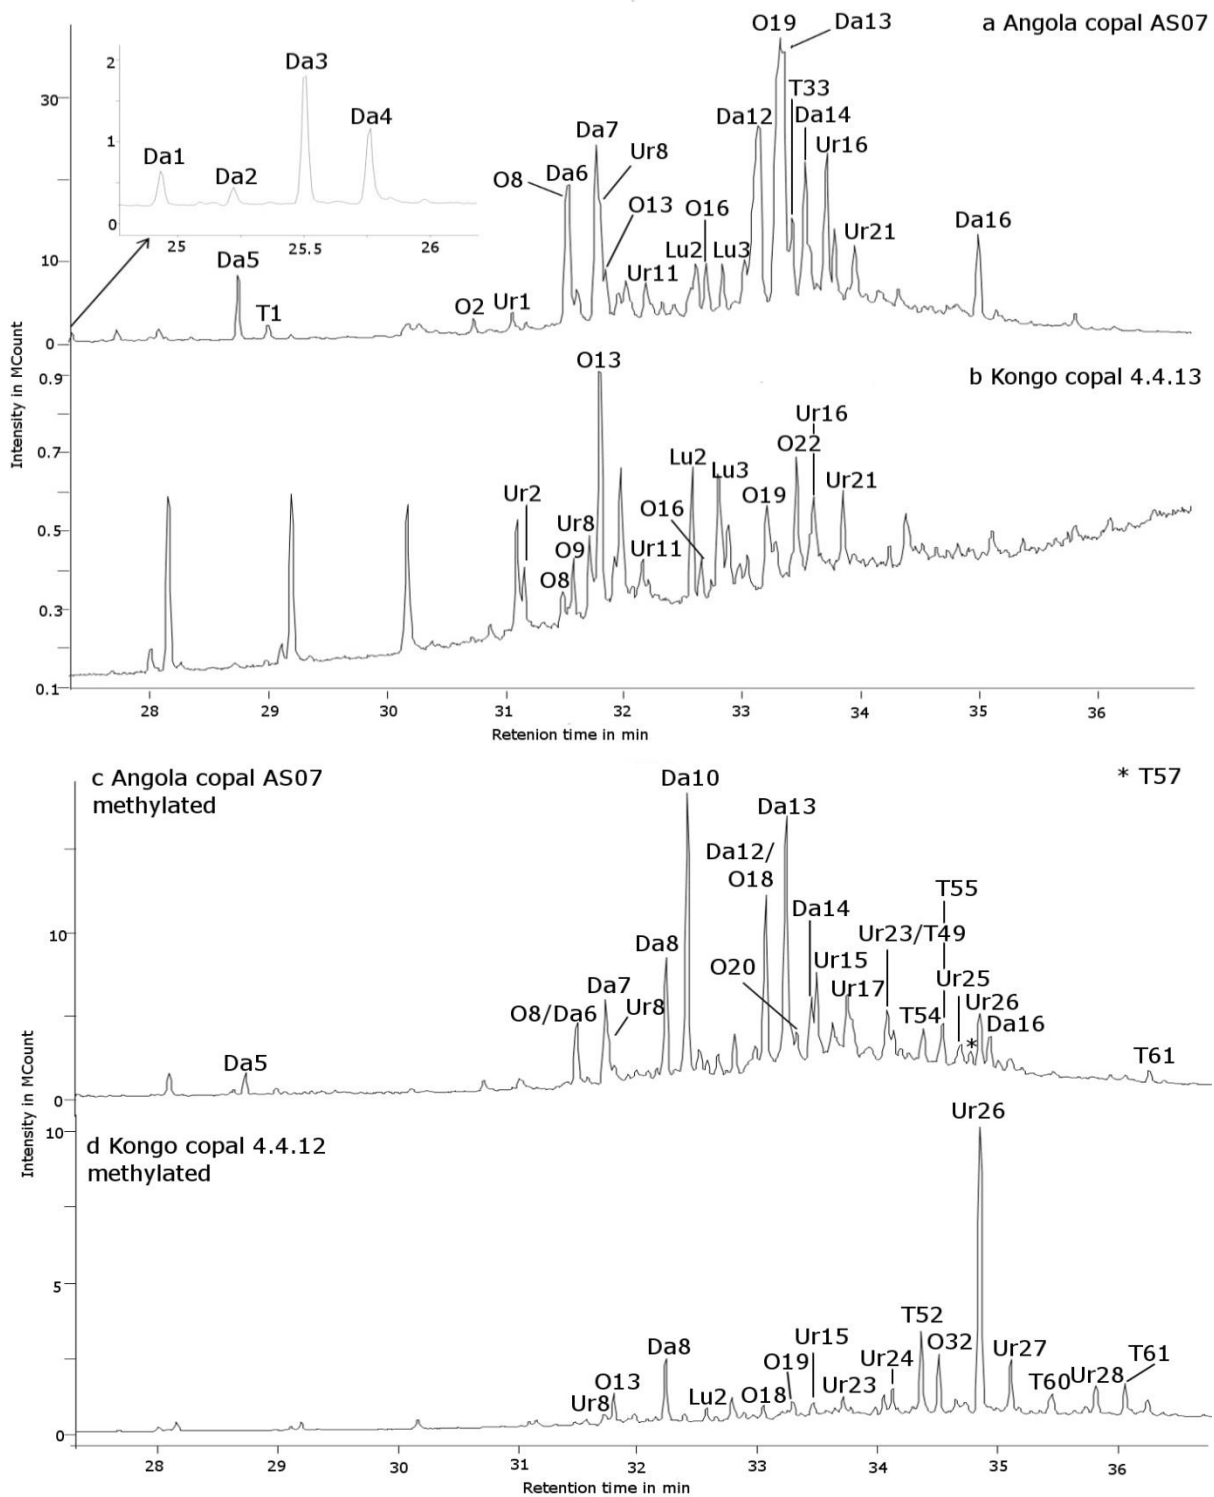 a Angola copal AS07
O19
Da13
T33
Da12
Da14
Ur16
Da7
Ur8
Da6
O8
O13
O16
Lu2
Lu3
Ur11
Ur21
Da16
Da5
T1
O2
Ur1
Da3
Da4
Da1
Da2
2
1
0
25
25.5
26
30
10
0
Intensity in MCount
b Kongo copal 4.4.13
O13
Ur16
O22
Lu2
Lu3
Ur21
O19
Ur2
Ur8
O16
O9
Ur11
O8
0.9
0.7
0.5
0.3
0.1
28
29
30
31
32
33
34
35
36
Retenion time in min
c Angola copal AS07
methylated
* T57
Da10
Da13
Da12/
O18
T55
Da14
Ur23/T49
Da8
O20
Ur15
Da7
Ur17
Ur25
Ur26
O8/Da6
Ur8
T54
Da16
*
Da5
T61
10
0
Intensity in MCount
d Kongo copal 4.4.12
methylated
Ur26
T52
Ur15
Da8
O19
Ur24
O32
Ur27
T61
O13
Ur8
Lu2
O18
Ur23
T60
Ur28
10
5
0
28
29
30
31
32
33
34
35
36
Retention time in min